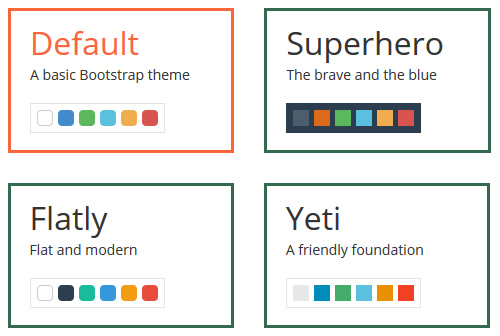 Default
A basic Bootstrap theme
Superhero
The brave and the blue
Flatly
Flat and modern
Yeti
A friendly foundation